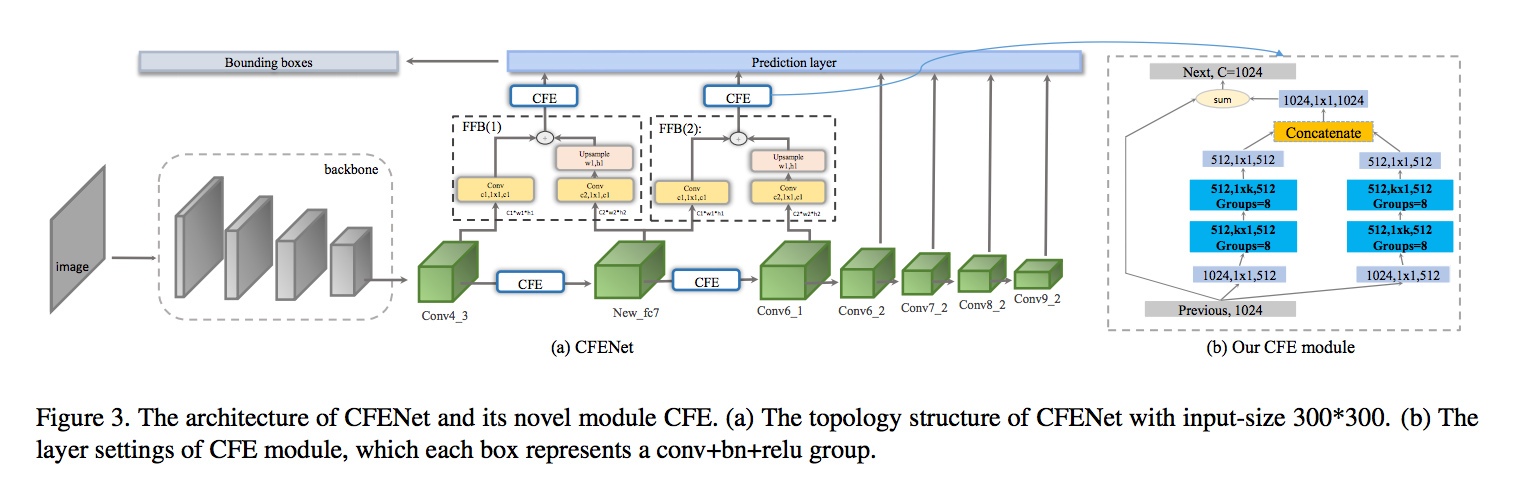 Bounding boxes
Prediction layer
CFE
CFE
FFB(1)
+
Upsample
w1,h1
Conv
c1,1x1,c1
Conv
c2,1x1,c1
C1*w1*h1
C2*w2*h2
FFB(2):
+
Upsample
w1,h1
Conv
c1,1x1,c1
Conv
c2,1x1,c1
C1*w1*h1
C2*w2*h2
backbone
image
CFE
CFE
Conv4_3
New_fc7
Conv6_1
Conv6_2
Conv7_2
Conv8_2
Conv9_2
(a) CFENet
Next, C=1024
sum
1024,1x1,1024
Concatenate
512,1x1,512
512,1x1,512
512,1xk,512
Groups=8
512,kx1,512
Groups=8
512,kx1,512
Groups=8
512,1xk,512
Groups=8
1024,1x1,512
1024,1x1,512
Previous, 1024
(b) Our CFE module
Figure 3. The architecture of CFENet and its novel module CFE. (a) The topology structure of CFENet with input-size 300*300. (b) The
layer settings of CFE module, which each box represents a conv+bn+relu group.